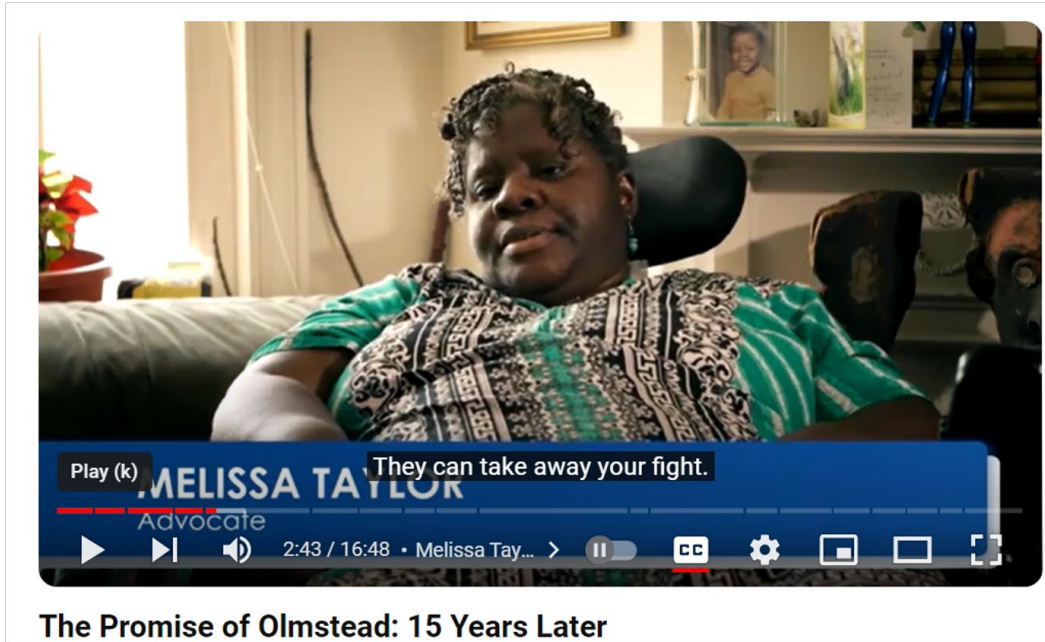 They can take away your fight.
Play (k)
MELISSA TAYLOR
Advocate
2:43 / 16:48 • Melissa Tay... >
CC
The Promise of Olmstead: 15 Years Later